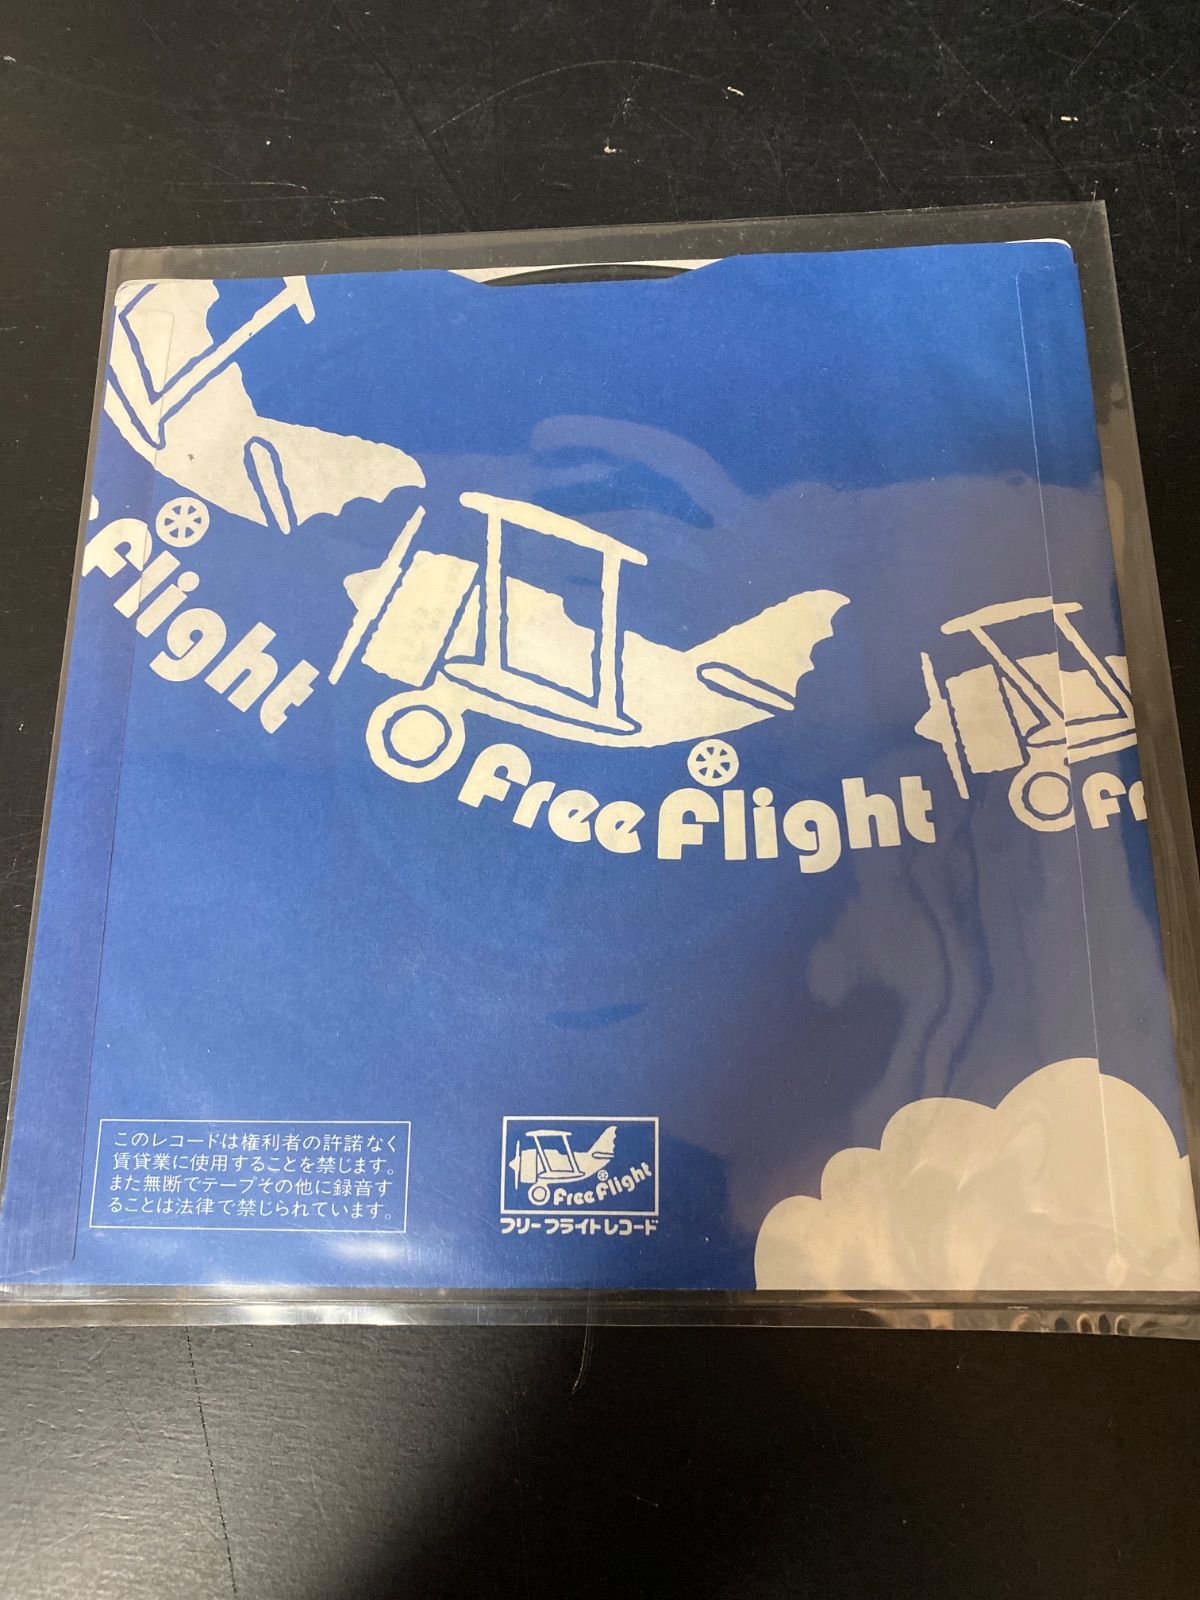 flight
free flight
fr
このレコードは権利者の許諾なく
賃貸業に使用することを禁じます。
また無断でテープその他に録音す
ることは法律で禁じられています。
free flight
フリーフライトレコード